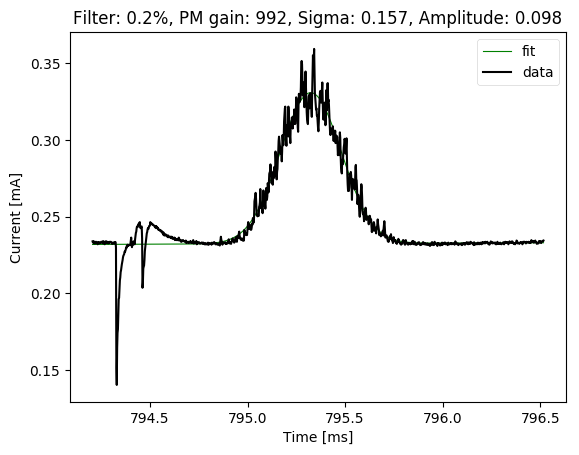 Filter: 0.2%, PM gain: 992, Sigma: 0.157, Amplitude: 0.098
fit
data
0.35
0.30
0.25
0.20
0.15
Current [mA]
794.5
795.0
795.5
796.0
796.5
Time [ms]